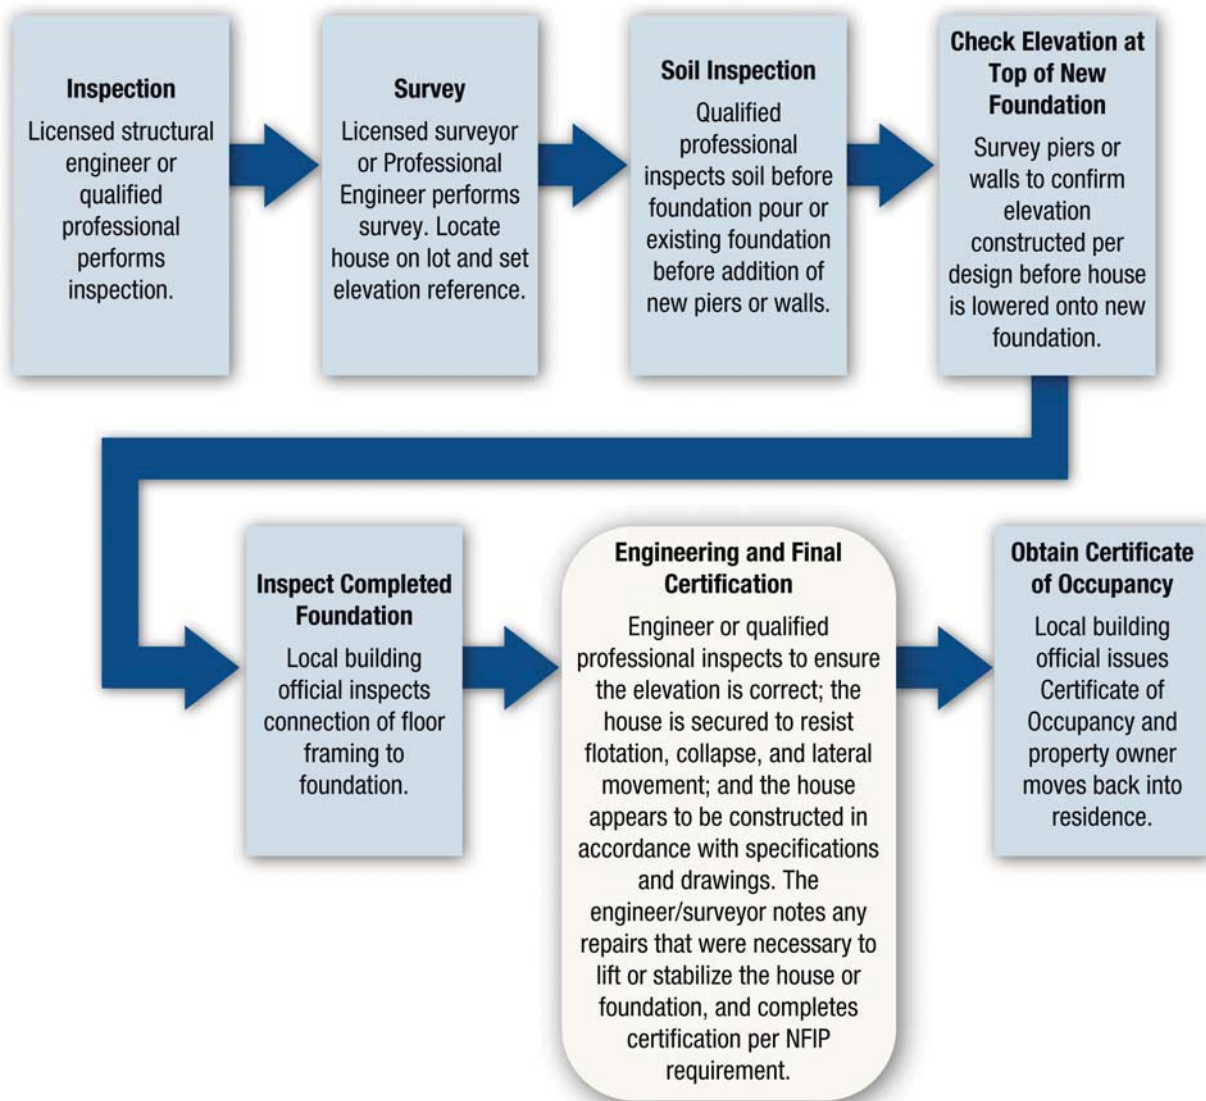 Inspection
Licensed structural
engineer or
qualified
professional
performs
inspection.
Survey
Licensed surveyor
or Professional
Engineer performs
survey. Locate
house on lot and set
elevation reference.
Soil Inspection
Qualified
professional
inspects soil before
foundation pour or
existing foundation
before addition of
new piers or walls.
Check Elevation at
Top of New
Foundation
Survey piers or
walls to confirm
elevation
constructed per
design before house
is lowered onto new
foundation.
Inspect Completed
Foundation
Local building
official inspects
connection of floor
framing to
foundation.
Engineering and Final
Certification
Engineer or qualified
professional inspects to ensure
the elevation is correct; the
house is secured to resist
flotation, collapse, and lateral
movement; and the house
appears to be constructed in
accordance with specifications
and drawings. The
engineer/surveyor notes any
repairs that were necessary to
lift or stabilize the house or
foundation, and completes
certification per NFIP
requirement.
Obtain Certificate
of Occupancy
Local building
official issues
Certificate of
Occupancy and
property owner
moves back into
residence.